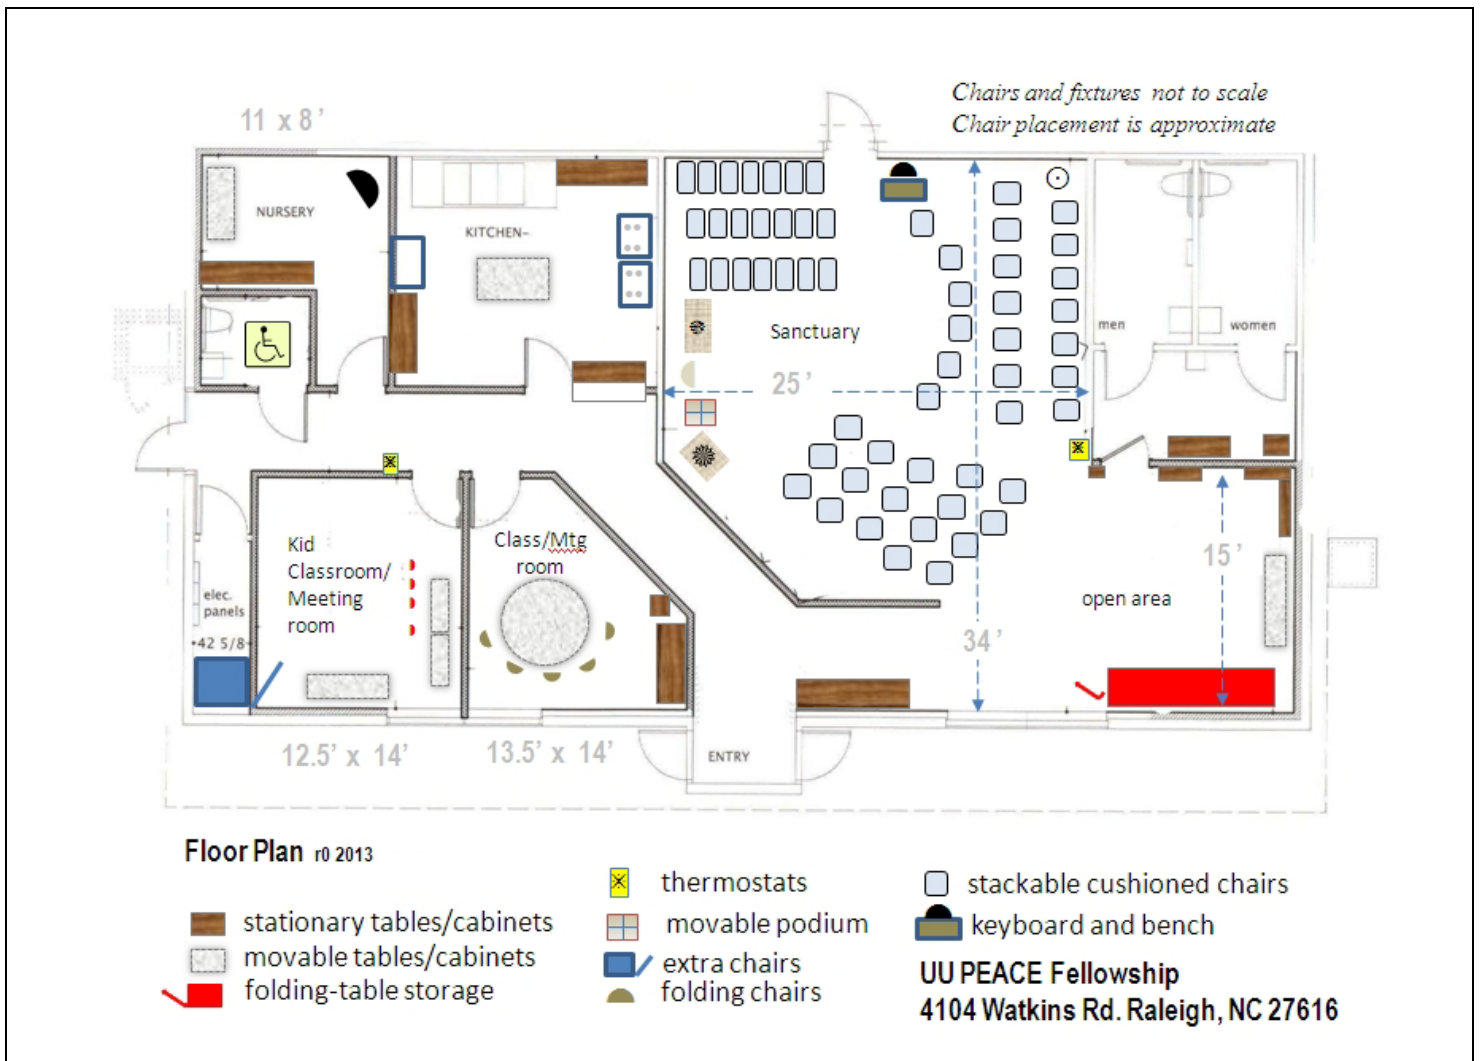 Chairs and fixtures not to scale
Chair placement is approximate
11 x 8’
NURSERY
KITCHEN-
Sanctuary
men
women
25 ’
Kid
Classroom/
Meeting
room
Class/Mtg
room
15 ’
elec.
panels
•42 5/8•
open area
34 ’
12.5’ x 14’
13.5’ x 14’
ENTRY
Floor Plan r0 2013
thermostats
stackable cushioned chairs
stationary tables/cabinets
movable podium
keyboard and bench
movable tables/cabinets
extra chairs
folding-table storage
folding chairs
UU PEACE Fellowship
4104 Watkins Rd. Raleigh, NC 27616